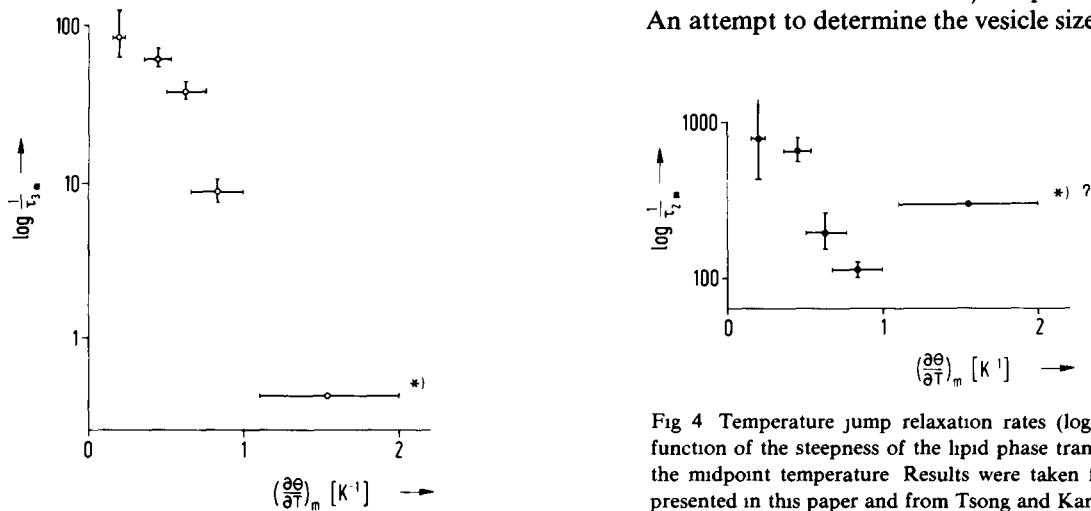 An attempt to determine the vesicle size
100
10
1
log 1/τ3m
0 1 2
(∂θ/∂T)m [K⁻¹]
*)
1000
100
log 1/τ2m
0 1 2
(∂θ/∂T)m [K⁻¹]
*) ?
Fig 4 Temperature jump relaxation rates (log
function of the steepness of the lipid phase tran
the midpoint temperature Results were taken f
presented in this paper and from Tsong and Kan